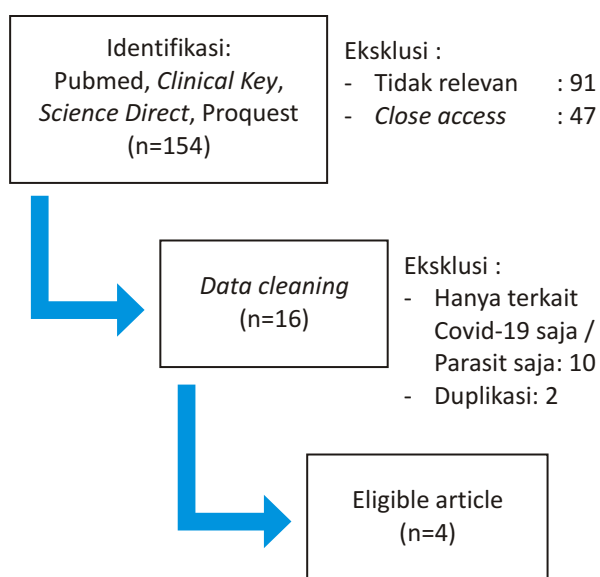 Identifikasi:
Pubmed, Clinical Key,
Science Direct, Proquest
(n=154)
Eksklusi :
- Tidak relevan : 91
- Close access : 47
Data cleaning
(n=16)
Eksklusi :
- Hanya terkait
Covid-19 saja /
Parasit saja: 10
- Duplikasi: 2
Eligible article
(n=4)